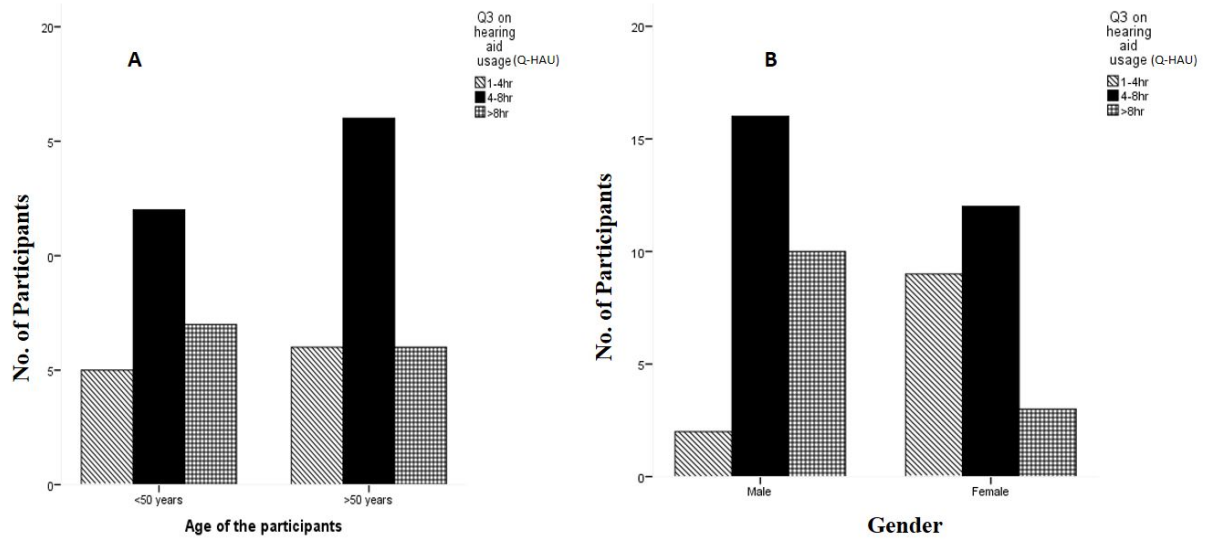 20
5
0
5
0
No. of Participants
A
Q3 on
hearing
aid
usage (Q-HAU)
1-4hr
4-8hr
>8hr
<50 years
>50 years
Age of the participants
20
15
10
5
0
No. of Participants
B
Q3 on
hearing
aid
usage (Q-HAU)
1-4hr
4-8hr
>8hr
Male
Female
Gender